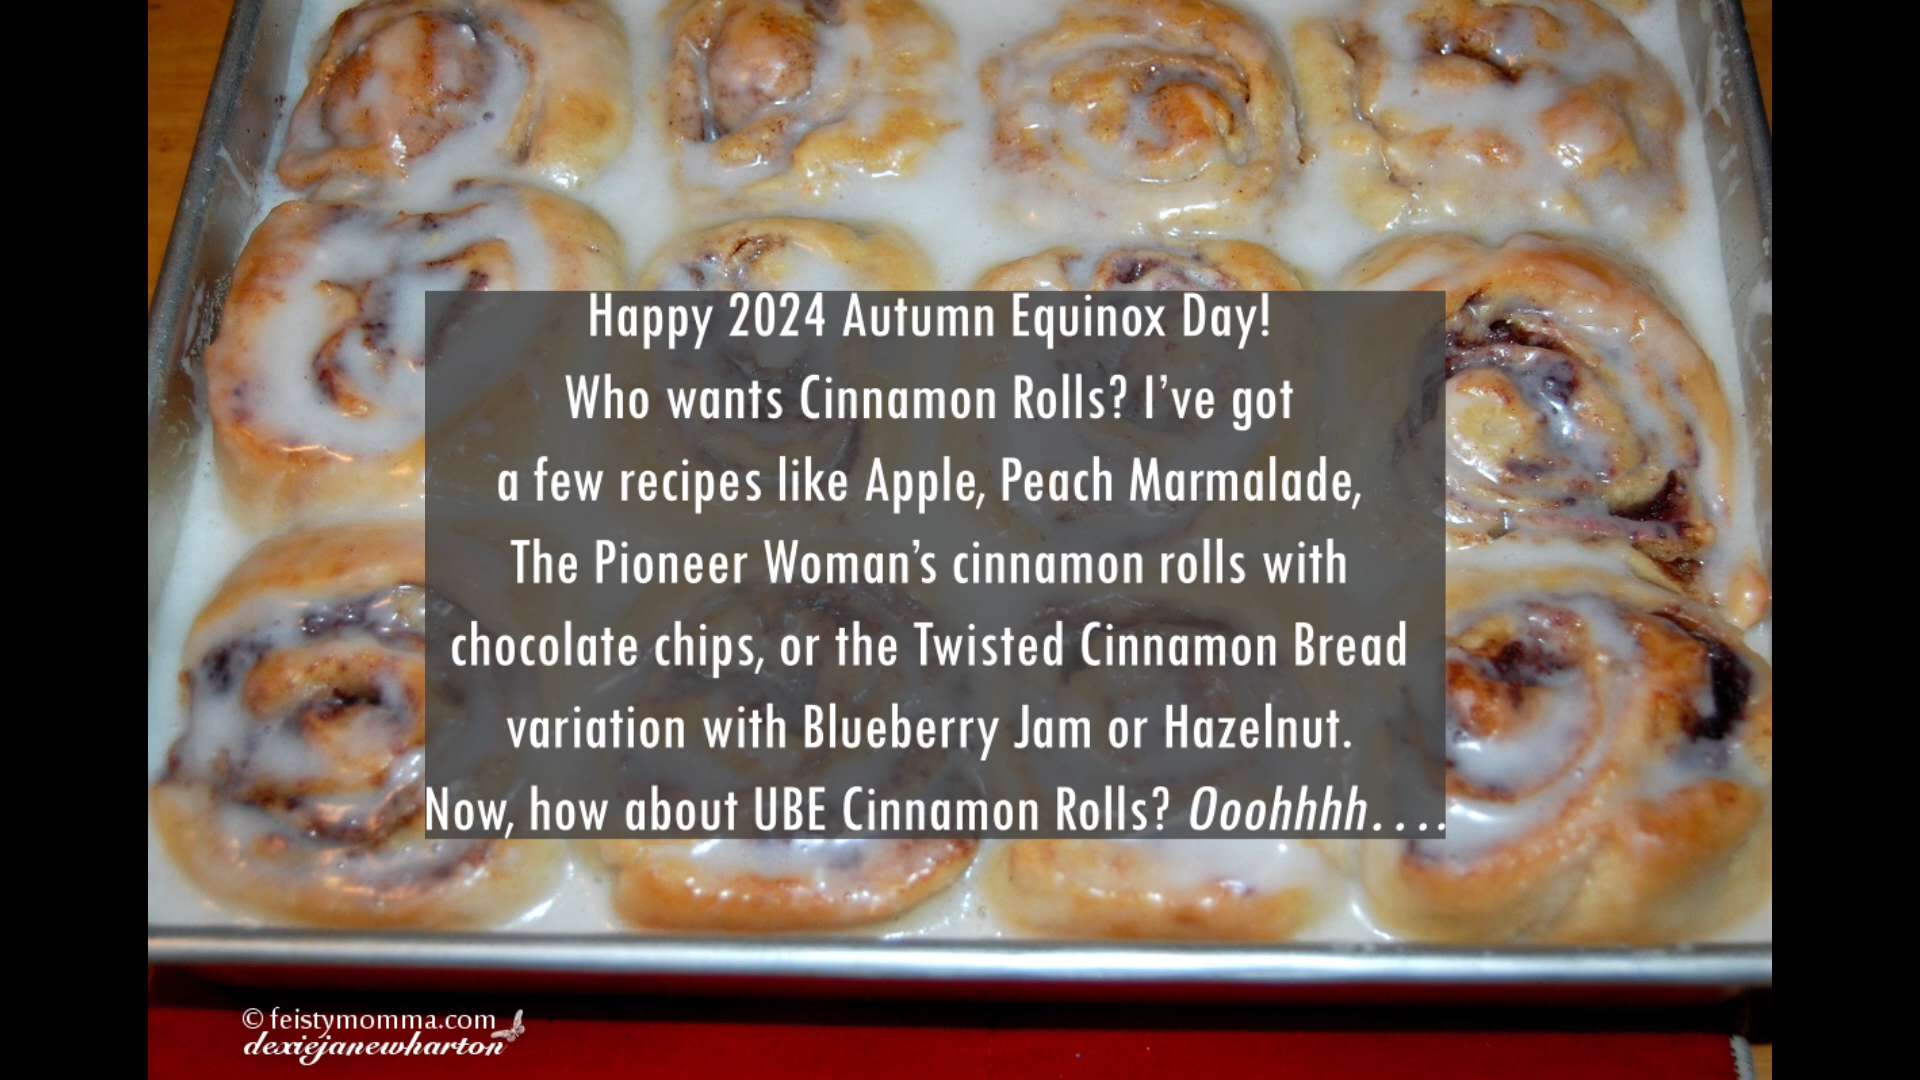 Happy 2024 Autumn Equinox Day!
Who wants Cinnamon Rolls? I’ve got
a few recipes like Apple, Peach Marmalade,
The Pioneer Woman’s cinnamon rolls with
chocolate chips, or the Twisted Cinnamon Bread
variation with Blueberry Jam or Hazelnut.
Now, how about UBE Cinnamon Rolls? Ooohhhh....
© feistymomma.com
dexiejanewharton